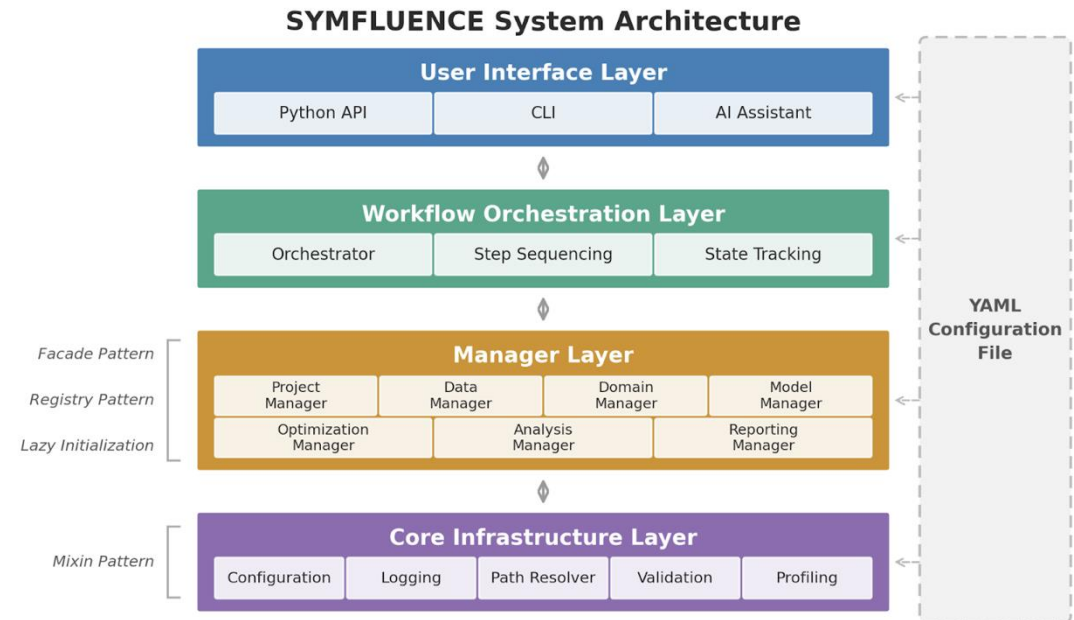 SYMFLUENCE System Architecture
User Interface Layer
Python API
CLI
AI Assistant
Workflow Orchestration Layer
Orchestrator
Step Sequencing
State Tracking
YAML
Configuration
File
Facade Pattern
Registry Pattern
Lazy Initialization
Manager Layer
Project
Manager
Data
Manager
Domain
Manager
Model
Manager
Optimization
Manager
Analysis
Manager
Reporting
Manager
Mixin Pattern
Core Infrastructure Layer
Configuration
Logging
Path Resolver
Validation
Profiling